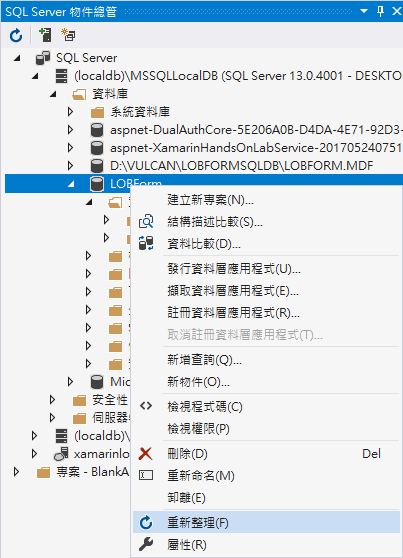 SQL Server 物件總管
SQL Server
(localdb)\MSSQLLocalDB (SQL Server 13.0.4001 - DESKTO
資料庫
系統資料庫
aspnet-DualAuthCore-5E206A0B-D4DA-4E71-92D3-
aspnet-XamarinHandsOnLabService-201705240751
D:\VULCAN\LOBFORMSQLDB\LOBFORM.MDF
LOBForm
建立新專案(N)...
結構描述比較(S)...
資料比較(D)...
發行資料層應用程式(U)...
擷取資料層應用程式(E)...
註冊資料層應用程式(R)...
取消註冊資料層應用程式(T)...
新增查詢(Q)...
新物件(O)...
Mic
安全性
檢視程式碼(C)
伺服器
檢視權限(P)
(localdb)\
刪除(D) Del
xamarinlo
專案 - BlankA
重新命名(M)
卸離(E)
重新整理(F)
屬性(R)